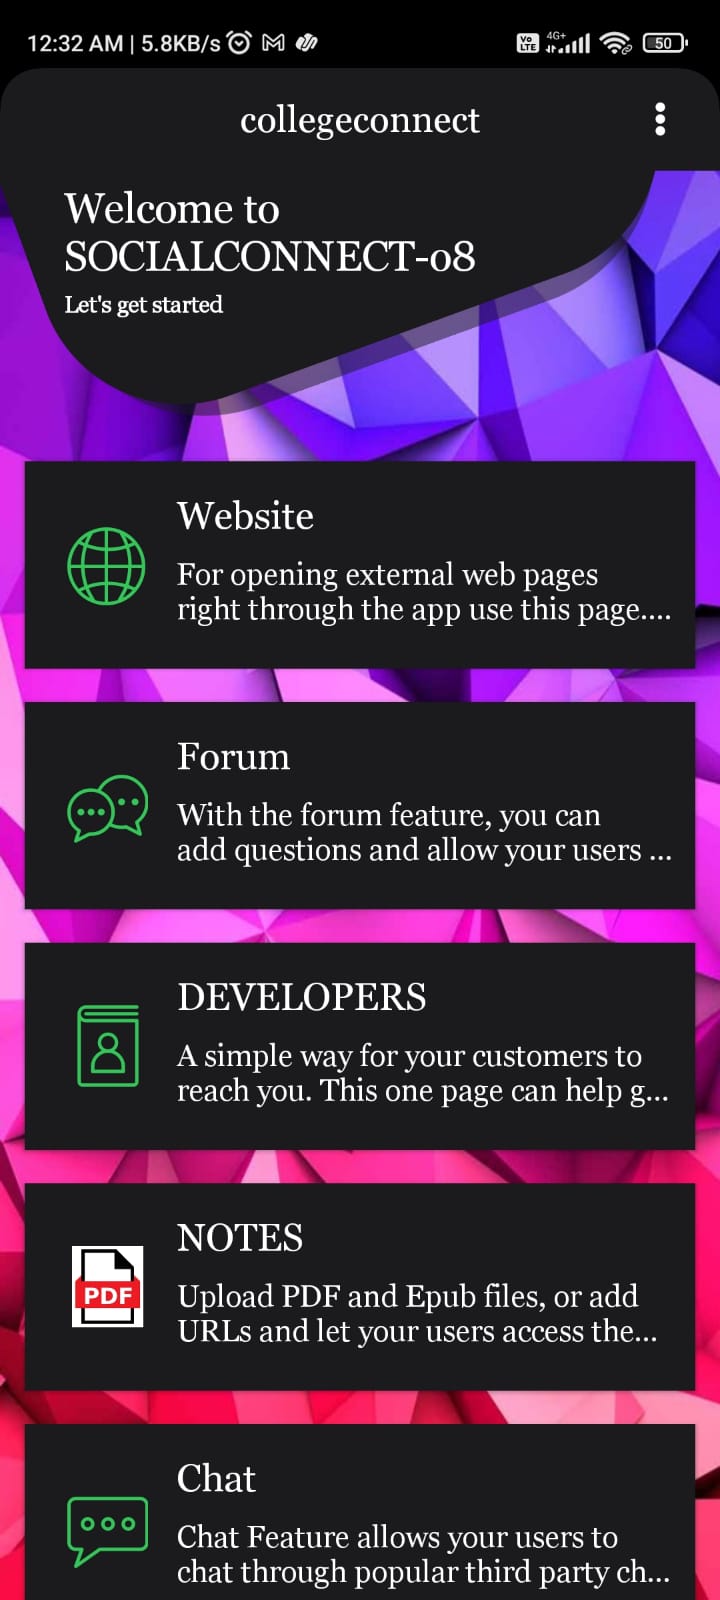 12:32 AM | 5.8KB/s
Vo LTE 4G+ 50
collegeconnect
Welcome to
SOCIALCONNECT-08
Let's get started
Website
For opening external web pages
right through the app use this page....
Forum
With the forum feature, you can
add questions and allow your users ...
DEVELOPERS
A simple way for your customers to
reach you. This one page can help g...
NOTES
PDF
Upload PDF and Epub files, or add
URLs and let your users access the...
Chat
Chat Feature allows your users to
chat through popular third party ch...